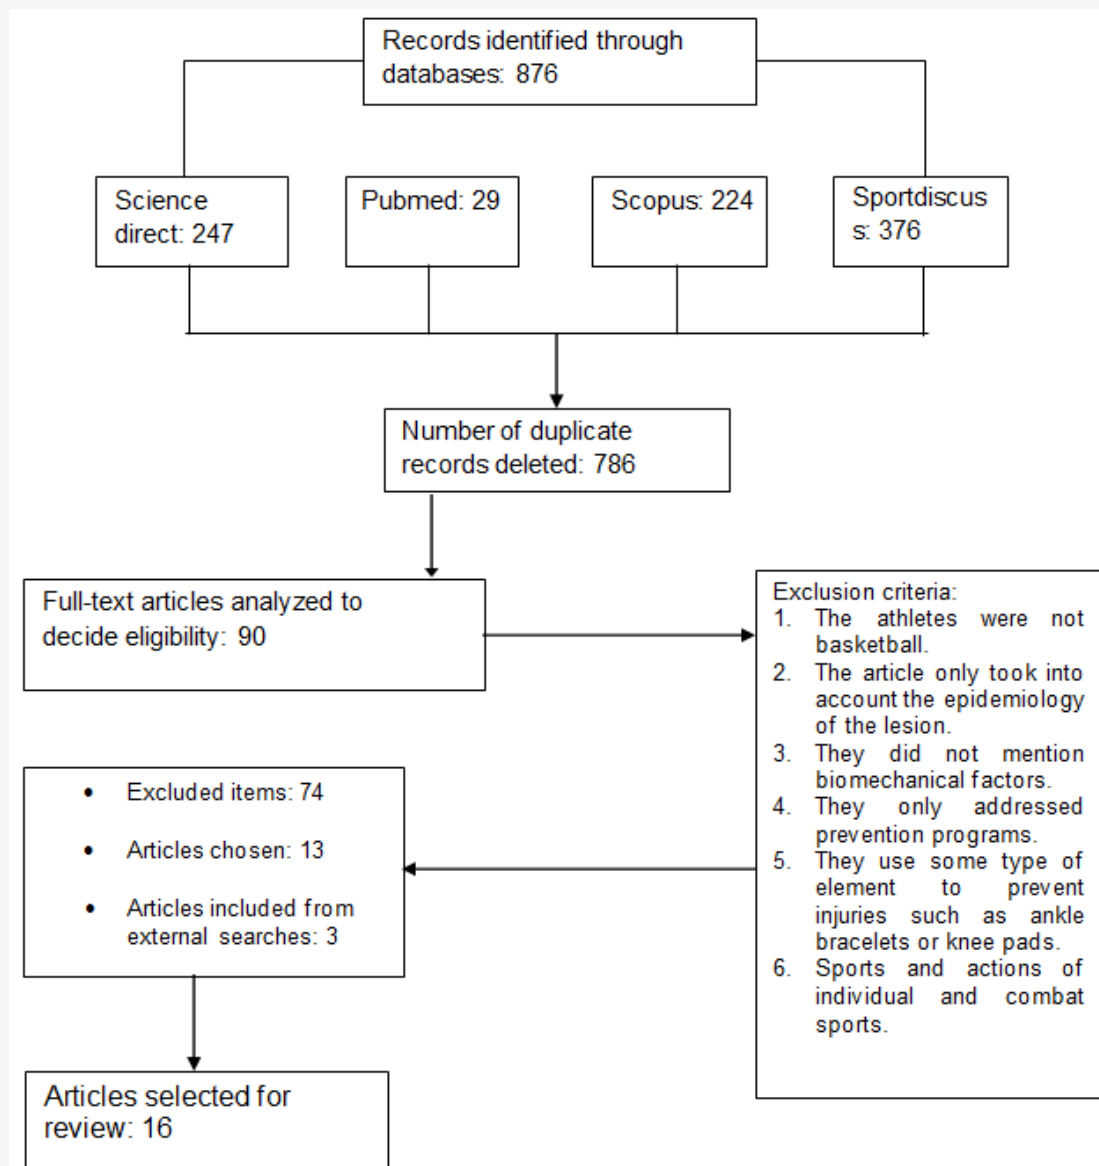 Records identified through
databases: 876
Science
direct: 247
Pubmed: 29
Scopus: 224
Sportdiscus
s: 376
Number of duplicate
records deleted: 786
Full-text articles analyzed to
decide eligibility: 90
Exclusion criteria:
1. The athletes were not
basketball.
2. The article only took into
account the epidemiology
of the lesion.
3. They did not mention
biomechanical factors.
4. They only addressed
prevention programs.
5. They use some type of
element to prevent
injuries such as ankle
bracelets or knee pads.
6. Sports and actions of
individual and combat
sports.
• Excluded items: 74
• Articles chosen: 13
• Articles included from
external searches: 3
Articles selected for
review: 16